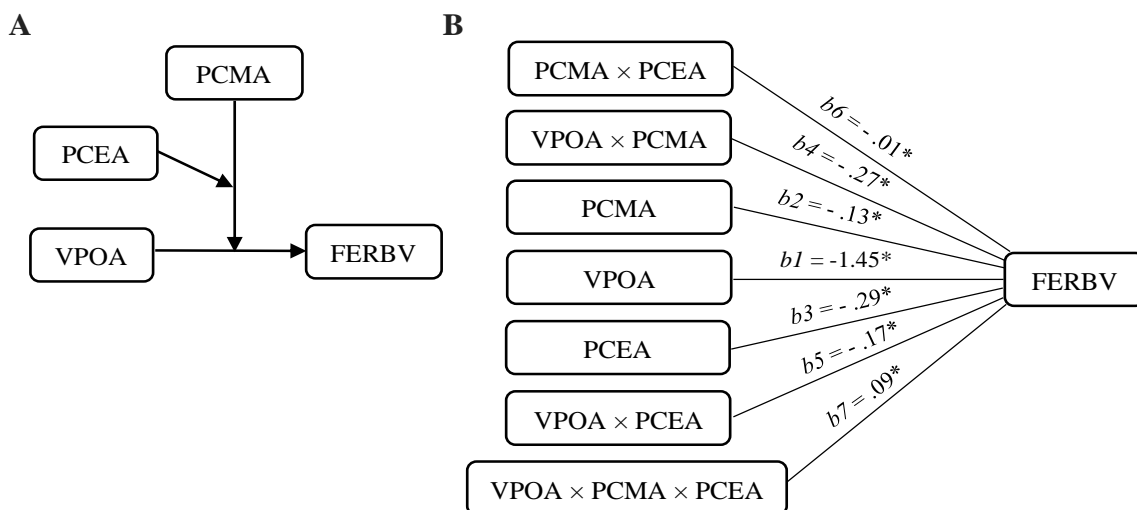 A
PCMA
PCEA
VPOA
FERBV
B
PCMA × PCEA
VPOA × PCMA
PCMA
VPOA
PCEA
VPOA × PCEA
VPOA × PCMA × PCEA
b6 = - .01*
b4 = - .27*
b2 = - .13*
b1 = -1.45*
b3 = - .29*
b5 = - .17*
b7 = .09*
FERBV